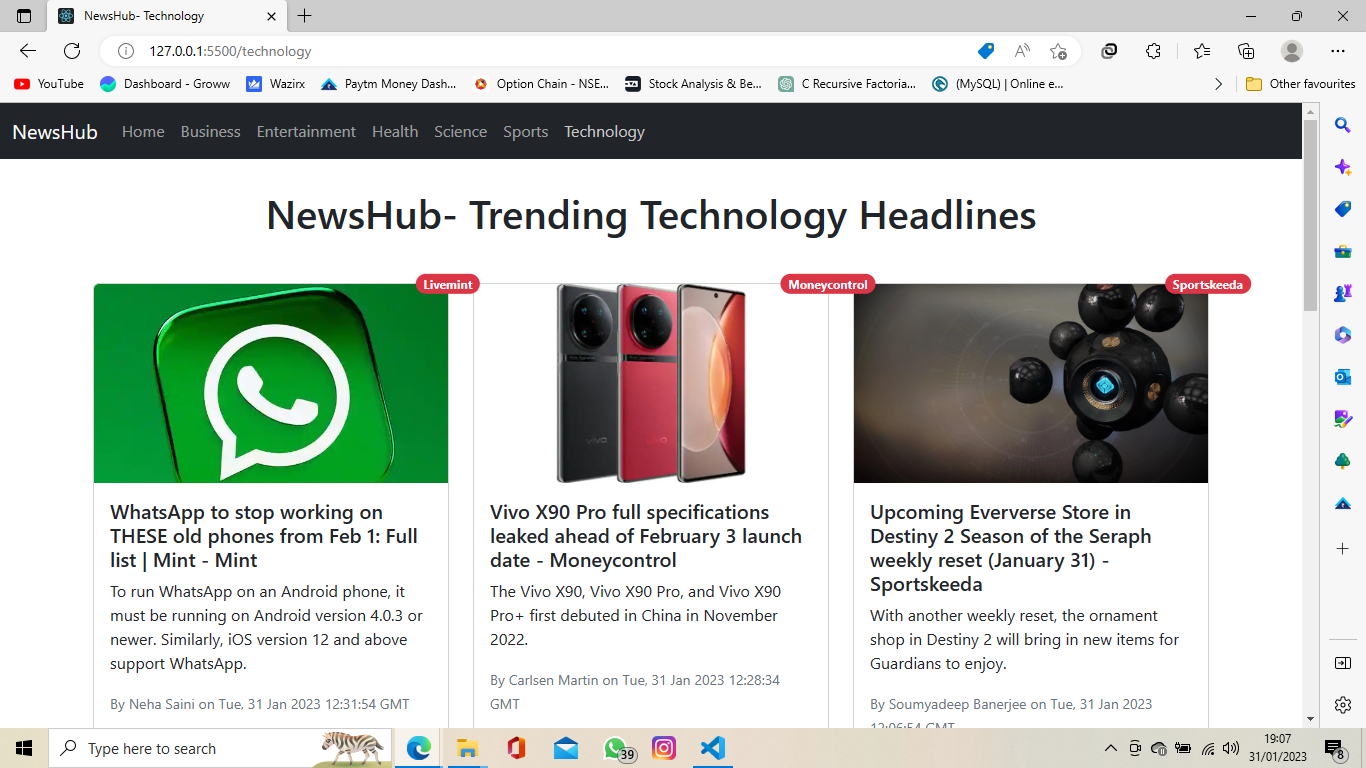 NewsHub- Technology
127.0.0.1:5500/technology
YouTube
Dashboard - Groww
Wazirx
Paytm Money Dash...
Option Chain - NSE...
Stock Analysis & Be...
C Recursive Factoria...
(MySQL) | Online e...
Other favourites
NewsHub
Home
Business
Entertainment
Health
Science
Sports
Technology
NewsHub- Trending Technology Headlines
Livemint
WhatsApp to stop working on
THESE old phones from Feb 1: Full
list | Mint - Mint
To run WhatsApp on an Android phone, it
must be running on Android version 4.0.3 or
newer. Similarly, iOS version 12 and above
support WhatsApp.
By Neha Saini on Tue, 31 Jan 2023 12:31:54 GMT
Moneycontrol
vivo
vivo
Vivo X90 Pro full specifications
leaked ahead of February 3 launch
date - Moneycontrol
The Vivo X90, Vivo X90 Pro, and Vivo X90
Pro+ first debuted in China in November
2022.
By Carlsen Martin on Tue, 31 Jan 2023 12:28:34
GMT
Sportskeeda
Upcoming Eververse Store in
Destiny 2 Season of the Seraph
weekly reset (January 31) -
Sportskeeda
With another weekly reset, the ornament
shop in Destiny 2 will bring in new items for
Guardians to enjoy.
By Soumyadeep Banerjee on Tue, 31 Jan 2023
12:06:54 GMT
Type here to search
39
19:07
31/01/2023
8